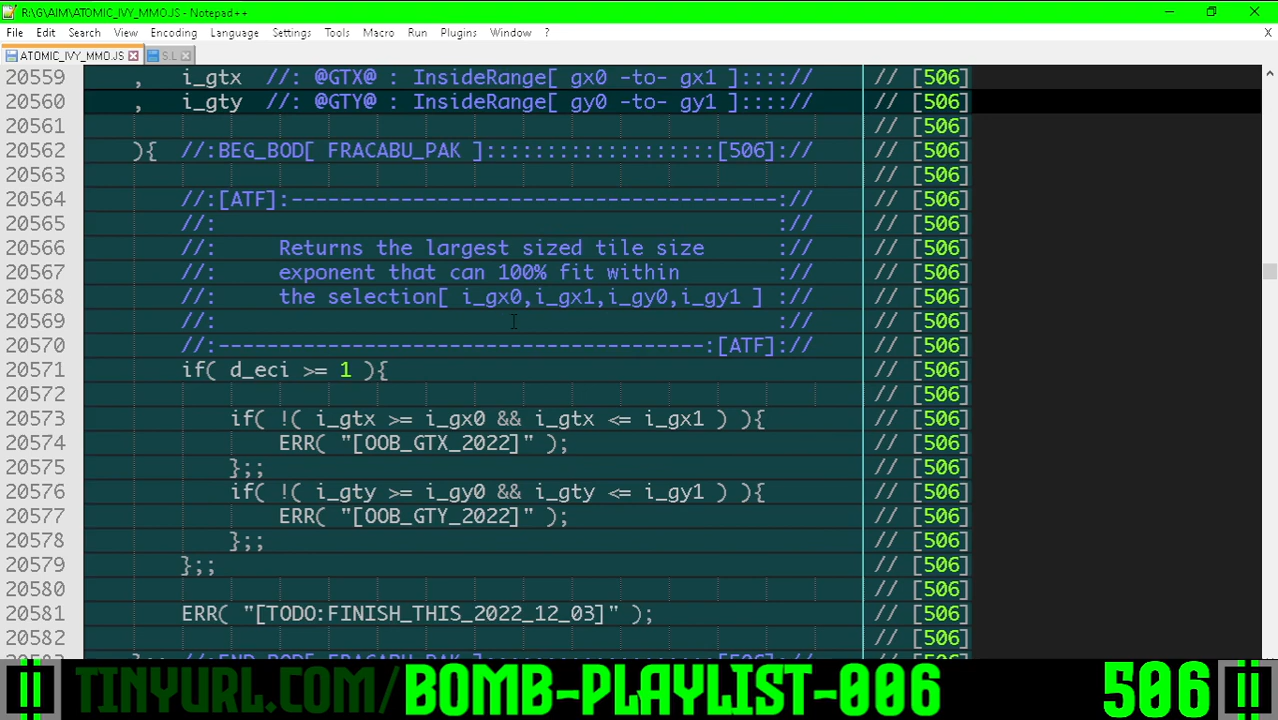 R:\G\AIM\ATOMIC_IVY_MMO.JS - Notepad++
File Edit Search View Encoding Language Settings Tools Macro Run Plugins Window ? X
ATOMIC_IVY_MMO.JS S.L
20559 , i_gtx //: @GTX@ : InsideRange[ gx0 -to- gx1 ]:::://  // [506]
20560 , i_gty //: @GTY@ : InsideRange[ gy0 -to- gy1 ]:::://  // [506]
20561 // [506]
20562 ){ //:BEG_BOD[ FRACABU_PAK ]:::::::::::::::::::[506]:// // [506]
20563 // [506]
20564 //:[ATF]:----------------------------------------:// // [506]
20565 //: :// // [506]
20566 //: Returns the largest sized tile size :// // [506]
20567 //: exponent that can 100% fit within :// // [506]
20568 //: the selection[ i_gx0,i_gx1,i_gy0,i_gy1 ] :// // [506]
20569 //: :// // [506]
20570 //:----------------------------------------:[ATF]:// // [506]
20571 if( d_eci >= 1 ){ // [506]
20572 // [506]
20573 if( !( i_gtx >= i_gx0 && i_gtx <= i_gx1 ) ){ // [506]
20574 ERR( "[OOB_GTX_2022]" ); // [506]
20575 };; // [506]
20576 if( !( i_gty >= i_gy0 && i_gty <= i_gy1 ) ){ // [506]
20577 ERR( "[OOB_GTY_2022]" ); // [506]
20578 };; // [506]
20579 };; // [506]
20580 // [506]
20581 ERR( "[TODO:FINISH_THIS_2022_12_03]" ); // [506]
20582 // [506]
TINYURL.COM/BOMB-PLAYLIST-006 506